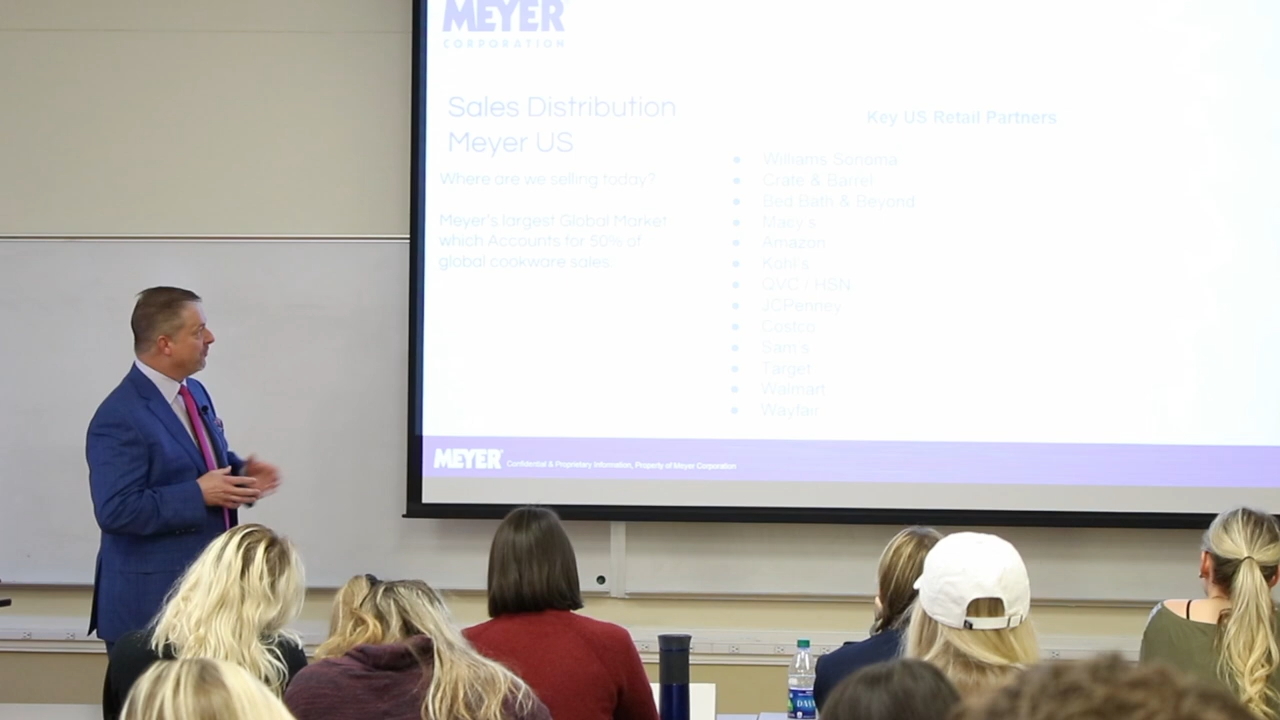 MEYER
CORPORATION
Sales Distribution
Meyer US
Where are we selling today?
Meyer's largest Global Market
which Accounts for 50% of
global cookware sales.
Key US Retail Partners
Williams Sonoma
Crate & Barrel
Bed Bath & Beyond
Macy's
Amazon
Kohl's
QVC / HSN
JCPenney
Costco
Sam's
Target
Walmart
Wayfair
MEYER
Confidential & Proprietary Information, Property of Meyer Corporation